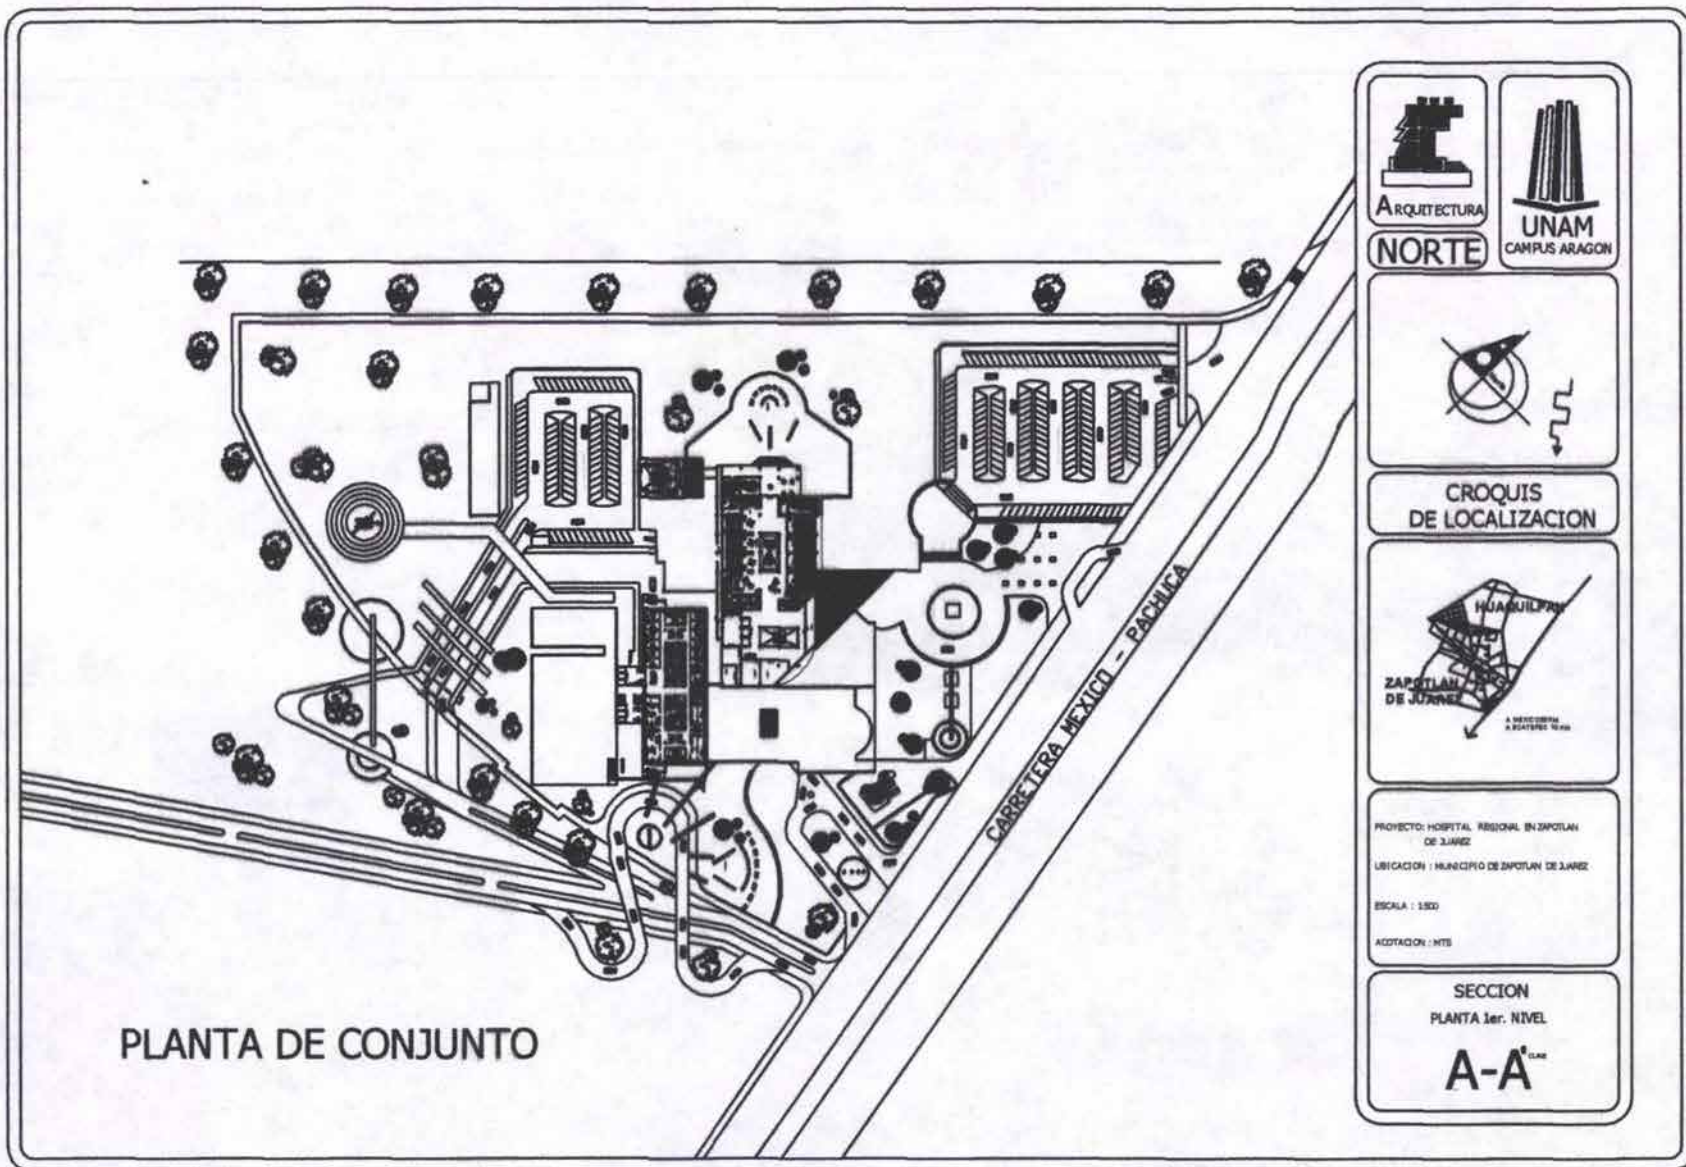 ARQUITECTURA
UNAM
CAMPUS ARAGON
NORTE
CROQUIS
DE LOCALIZACION
HUAQUILPAN
ZAPOTLAN
DE JUAREZ
PROYECTO: HOSPITAL REGIONAL EN ZAPOTLAN
DE JUAREZ
UBICACION : MUNICIPIO DE ZAPOTLAN DE JUAREZ
ESCALA : 1:500
ACOTACION : MTS
SECCION
PLANTA 1er. NIVEL
A-A'
CLAVE
CARRETERA MEXICO - PACHUCA
PLANTA DE CONJUNTO